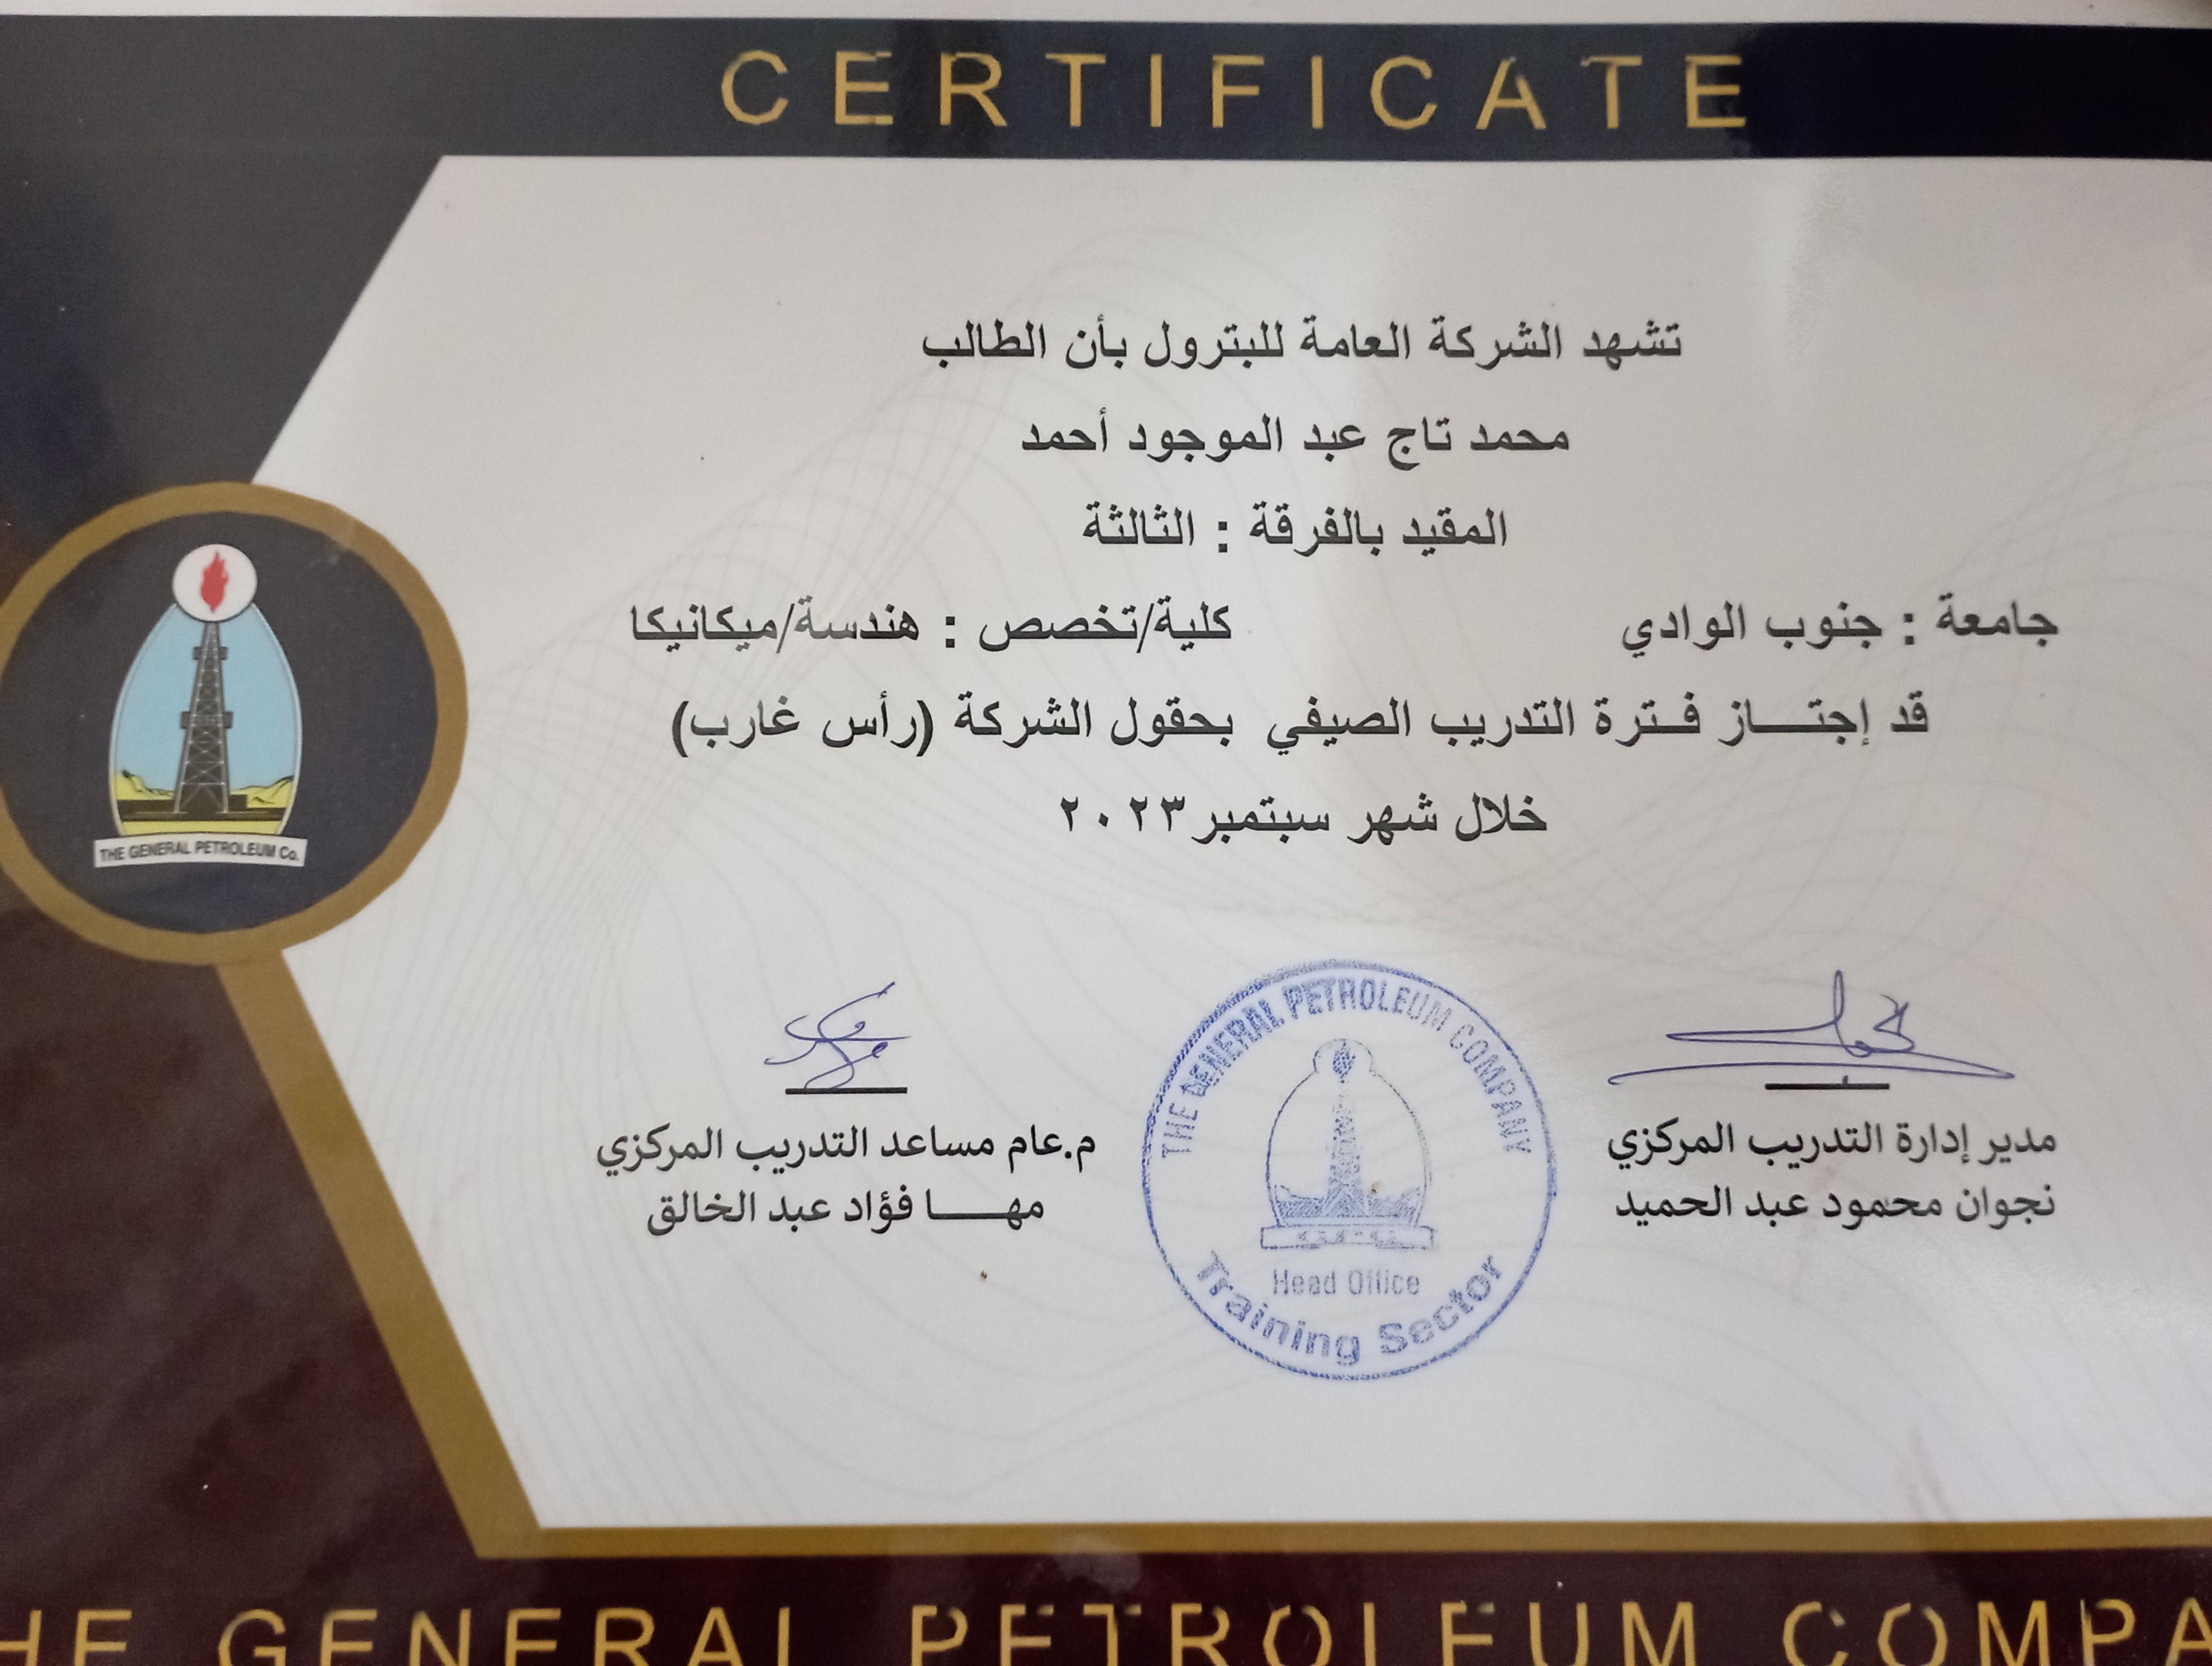 CERTIFICATE
تشهد الشركة العامة للبترول بأن الطالب
محمد تاج عبد الموجود أحمد
المقيد بالفرقة : الثالثة
جامعة : جنوب الوادي كلية/تخصص : هندسة/ميكانيكا
قد إجتـــاز فــترة التدريب الصيفي بحقول الشركة (رأس غارب)
خلال شهر سبتمبر ٢٠٢٣
THE GENERAL PETROLEUM Co.
مدير إدارة التدريب المركزي
نجوان محمود عبد الحميد
THE GENERAL PETROLEUM COMPANY
Head Office
Training Sector
م.عام مساعد التدريب المركزي
مهـــا فؤاد عبد الخالق
HE GENERAL PETROLEUM COMPA